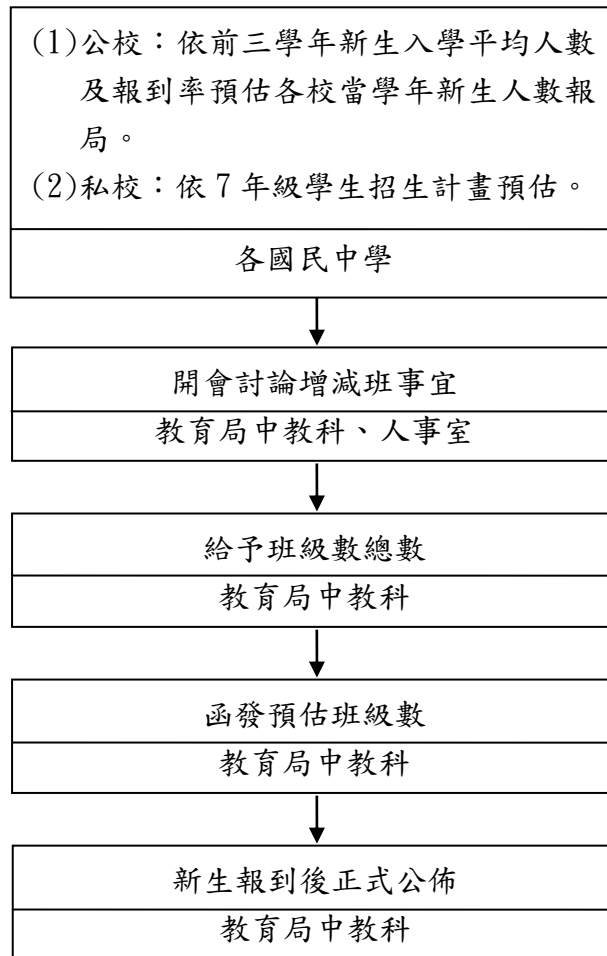 (1)公校：依前三學年新生入學平均人數
及報到率預估各校當學年新生人數報
局。
(2)私校：依 7 年級學生招生計畫預估。
各國民中學
開會討論增減班事宜
教育局中教科、人事室
給予班級數總數
教育局中教科
函發預估班級數
教育局中教科
新生報到後正式公佈
教育局中教科